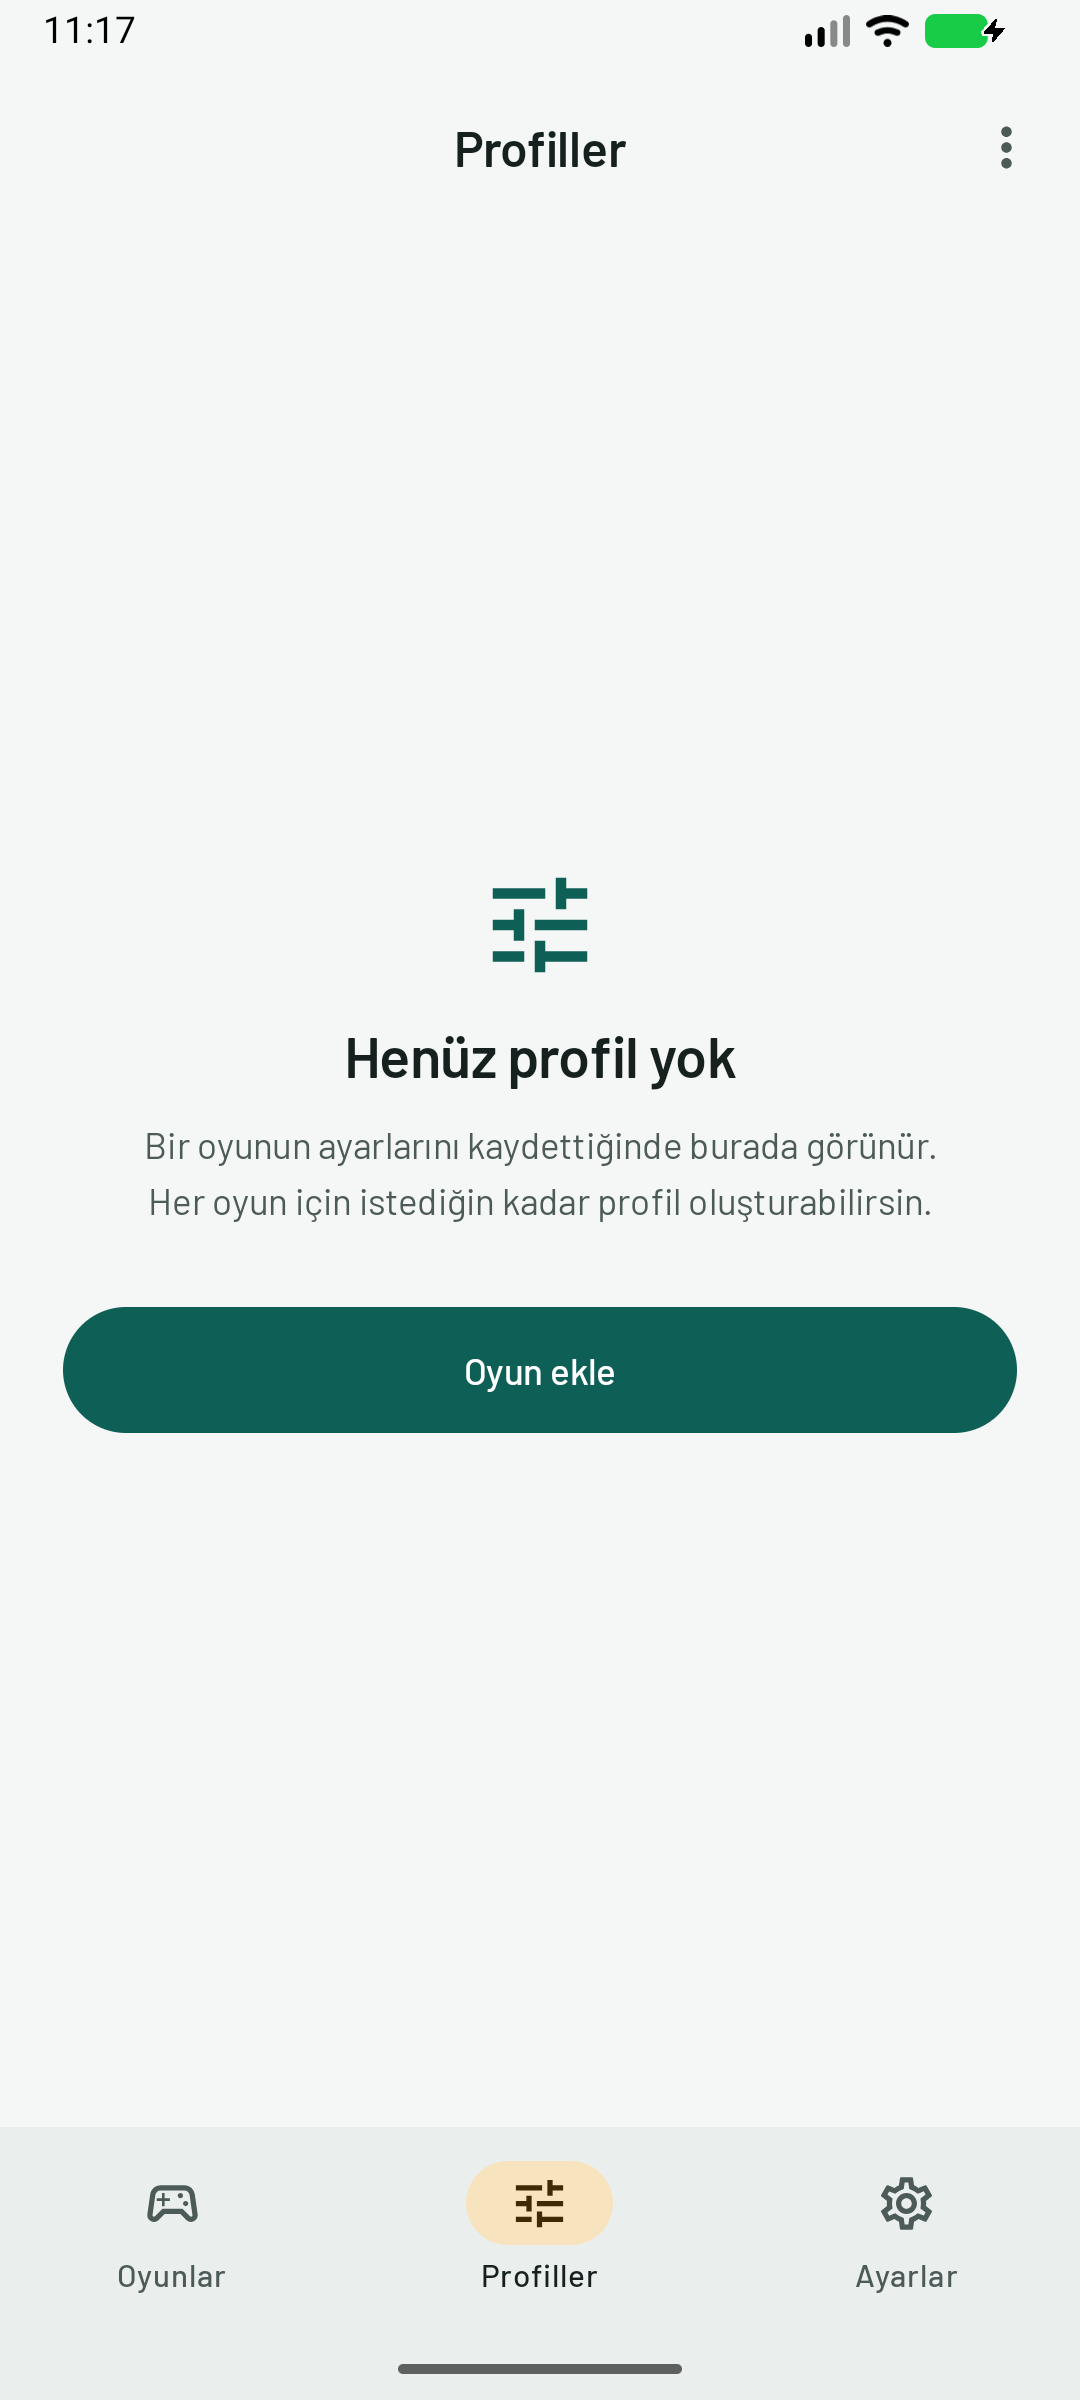 11:17
Profiller
Henüz profil yok
Bir oyunun ayarlarını kaydettiğinde burada görünür.
Her oyun için istediğin kadar profil oluşturabilirsin.
Oyun ekle
Oyunlar
Profiller
Ayarlar